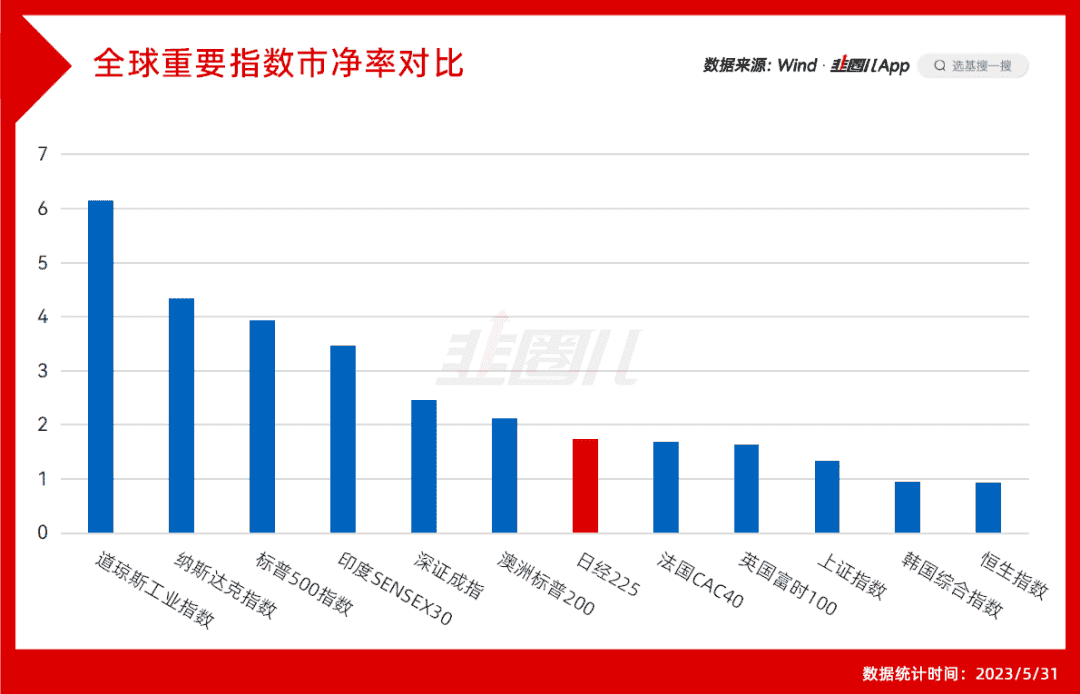 全球重要指数市净率对比
数据来源：Wind · 韭圈儿App
选基搜一搜
7
6
5
4
3
2
1
0
韭圈儿
道琼斯工业指数
纳斯达克指数
标普500指数
印度SENSEX30
深证成指
澳洲标普200
日经225
法国CAC40
英国富时100
上证指数
韩国综合指数
恒生指数
数据统计时间：2023/5/31